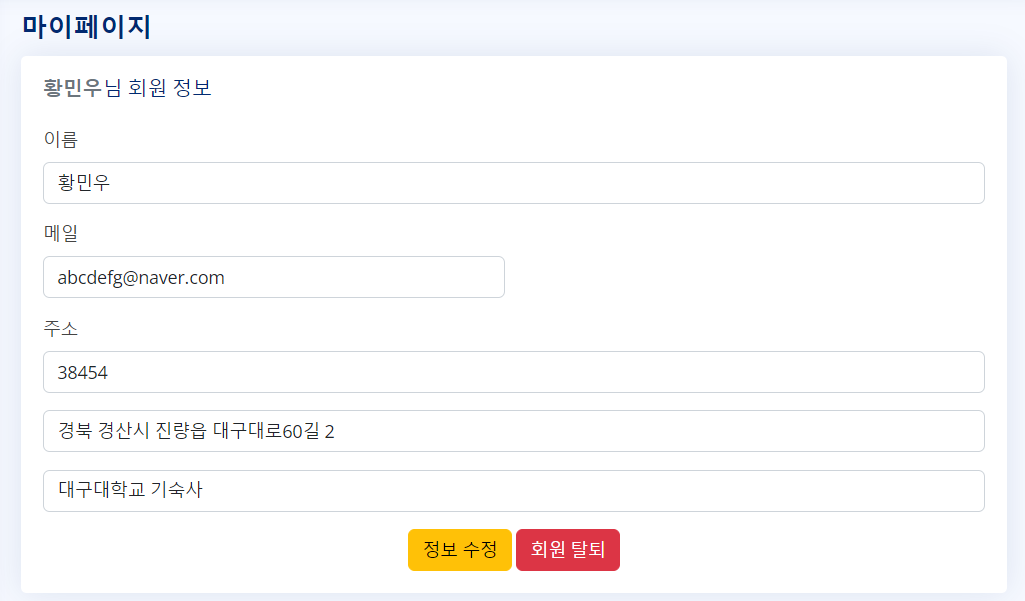 마이페이지
황민우님 회원 정보
이름
황민우
메일
abcdefg@naver.com
주소
38454
경북 경산시 진량읍 대구대로60길 2
대구대학교 기숙사
정보 수정 회원 탈퇴